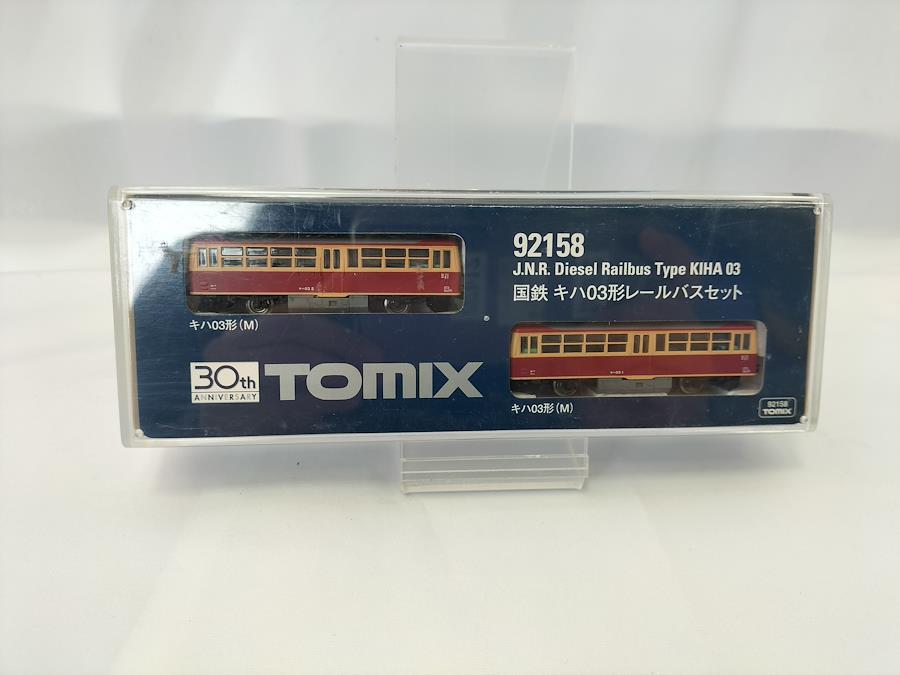 92158
J.N.R. Diesel Railbus Type KIHA 03
国鉄 キハ03形レールバスセット
キハ03形(M)
30th
ANNIVERSARY
TOMIX
®
キハ03形(M)
92158
TOMIX